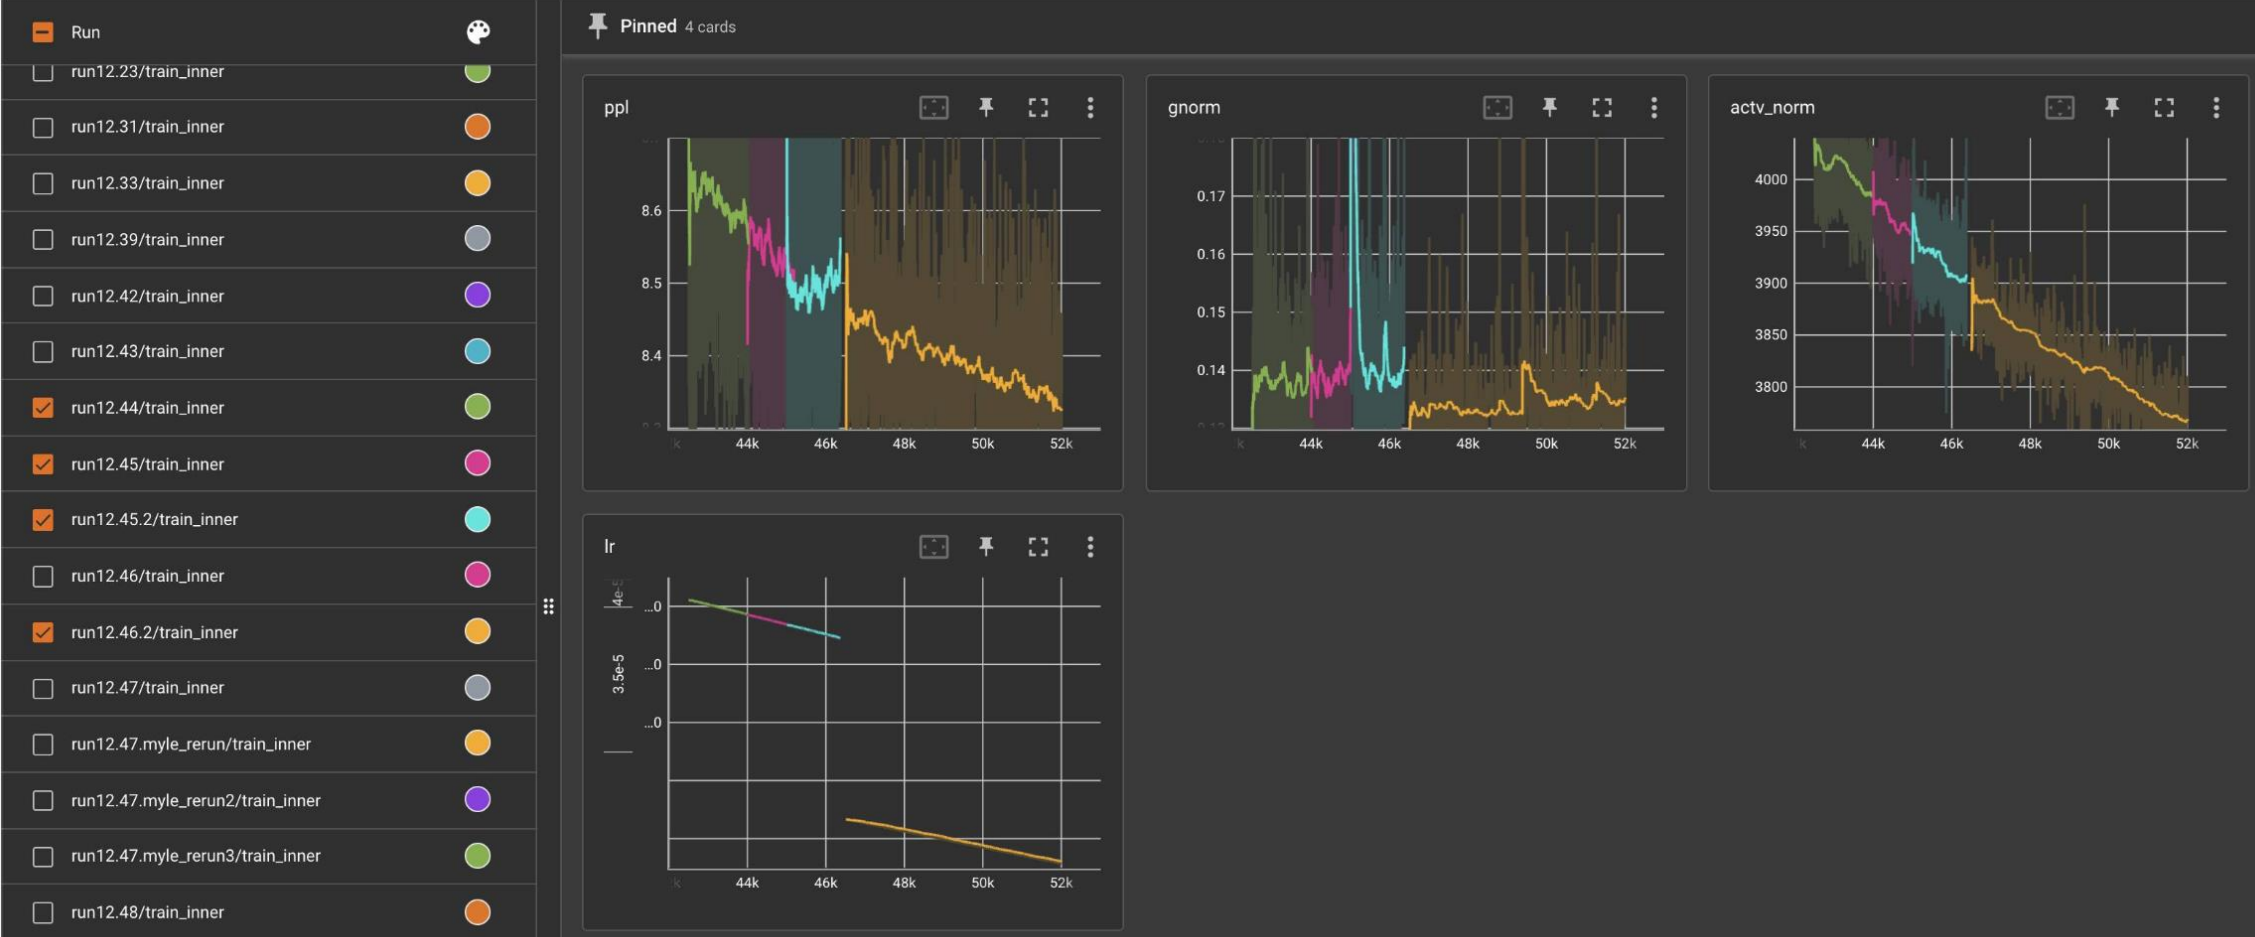 Run
run12.23/train_inner
run12.31/train_inner
run12.33/train_inner
run12.39/train_inner
run12.42/train_inner
run12.43/train_inner
run12.44/train_inner
run12.45/train_inner
run12.45.2/train_inner
run12.46/train_inner
run12.46.2/train_inner
run12.47/train_inner
run12.47.myle_rerun/train_inner
run12.47.myle_rerun2/train_inner
run12.47.myle_rerun3/train_inner
run12.48/train_inner
Pinned 4 cards
ppl
8.6
8.5
8.4
k 44k 46k 48k 50k 52k
gnorm
0.17
0.16
0.15
0.14
k 44k 46k 48k 50k 52k
actv_norm
4000
3950
3900
3850
3800
k 44k 46k 48k 50k 52k
lr
4e-5
...0
3.5e-5
...0
...0
k 44k 46k 48k 50k 52k